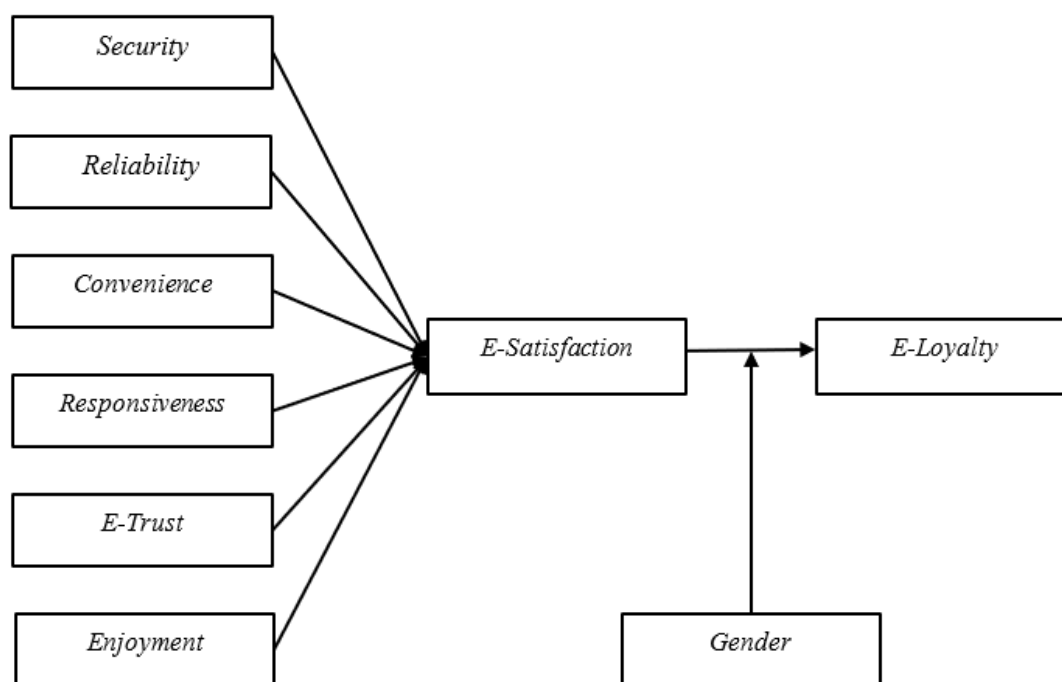 Security
Reliability
Convenience
Responsiveness
E-Trust
Enjoyment
E-Satisfaction
E-Loyalty
Gender